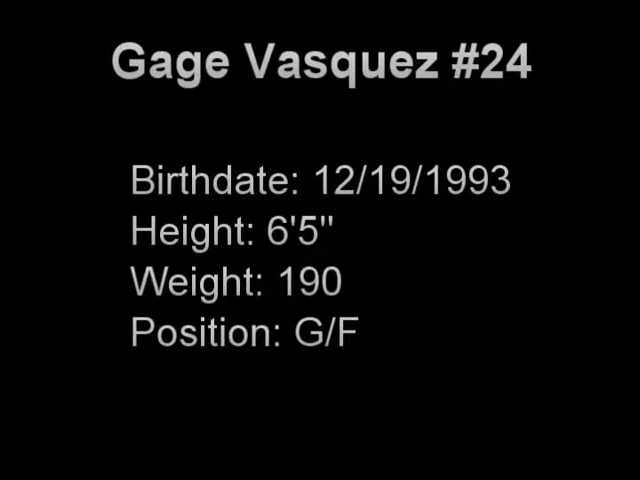 Gage Vasquez #24
Birthdate: 12/19/1993
Height: 6'5"
Weight: 190
Position: G/F